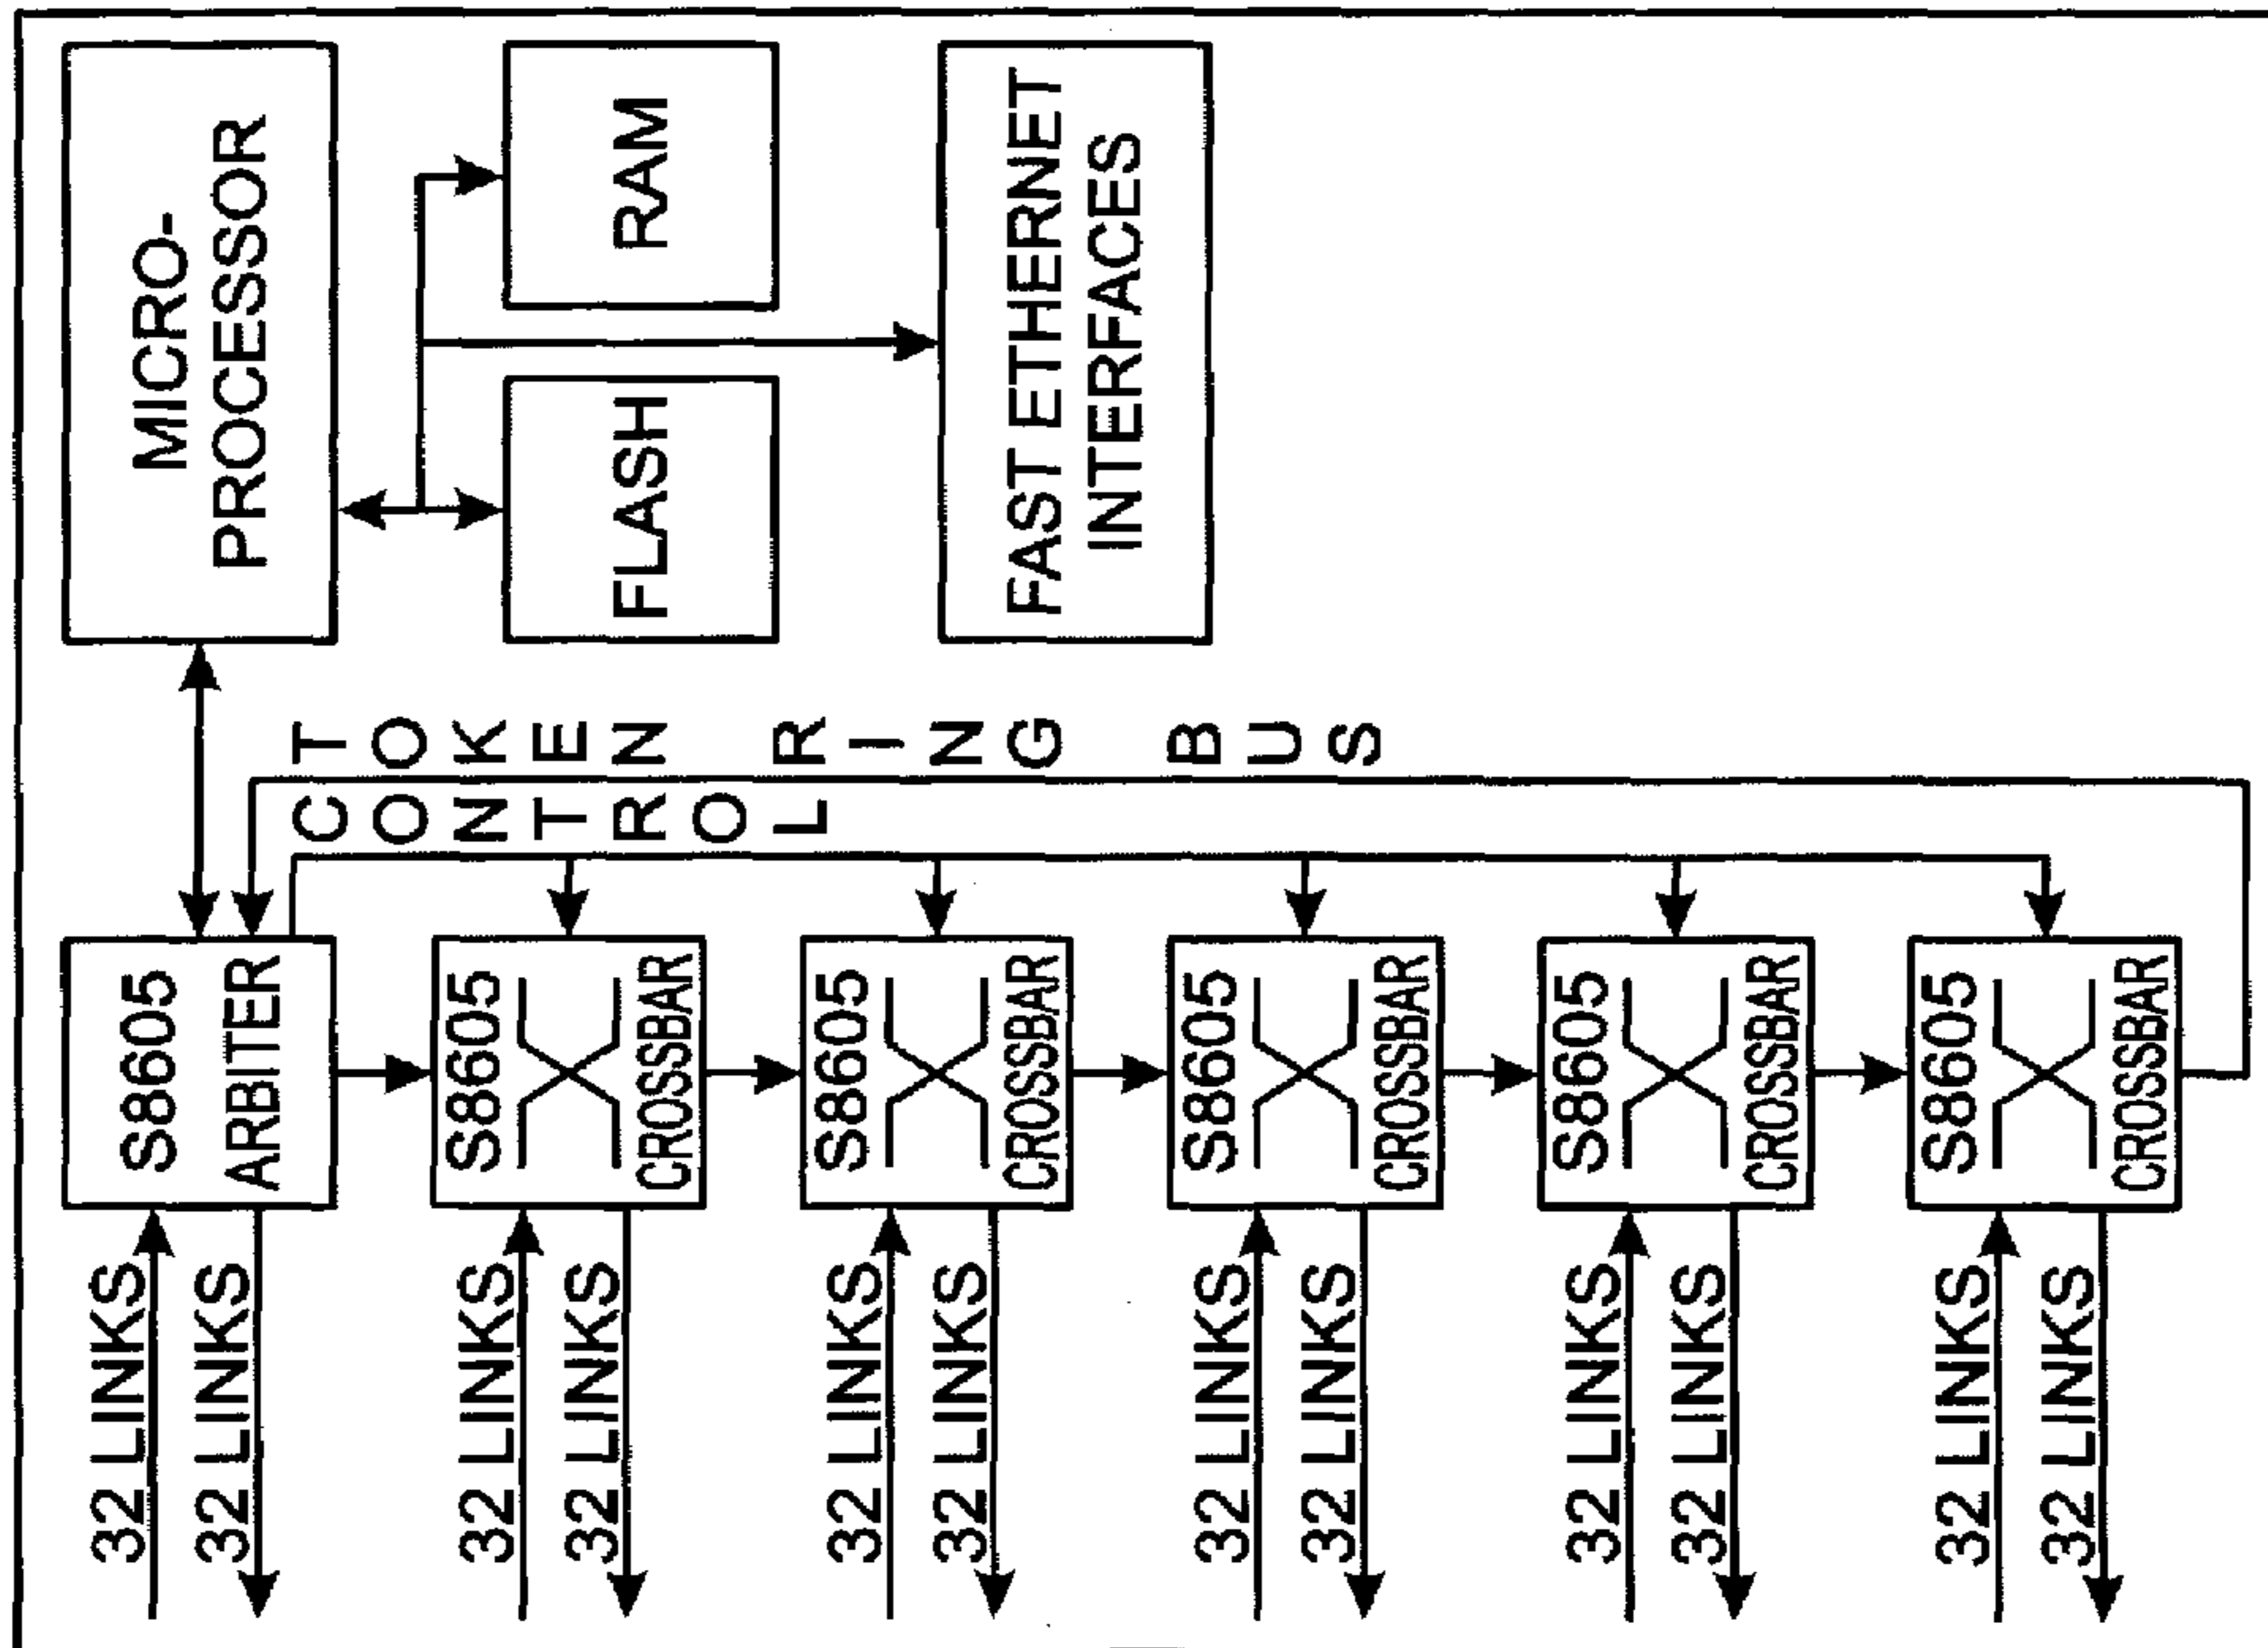 32 LINKS
32 LINKS
S8605
ARBITER
MICRO-
PROCESSOR
CONTROL
TOKEN RING BUS
FLASH
RAM
FAST ETHERNET
INTERFACES
32 LINKS
32 LINKS
S8605
CROSSBAR
32 LINKS
32 LINKS
S8605
CROSSBAR
32 LINKS
32 LINKS
S8605
CROSSBAR
32 LINKS
32 LINKS
S8605
CROSSBAR
32 LINKS
32 LINKS
S8605
CROSSBAR